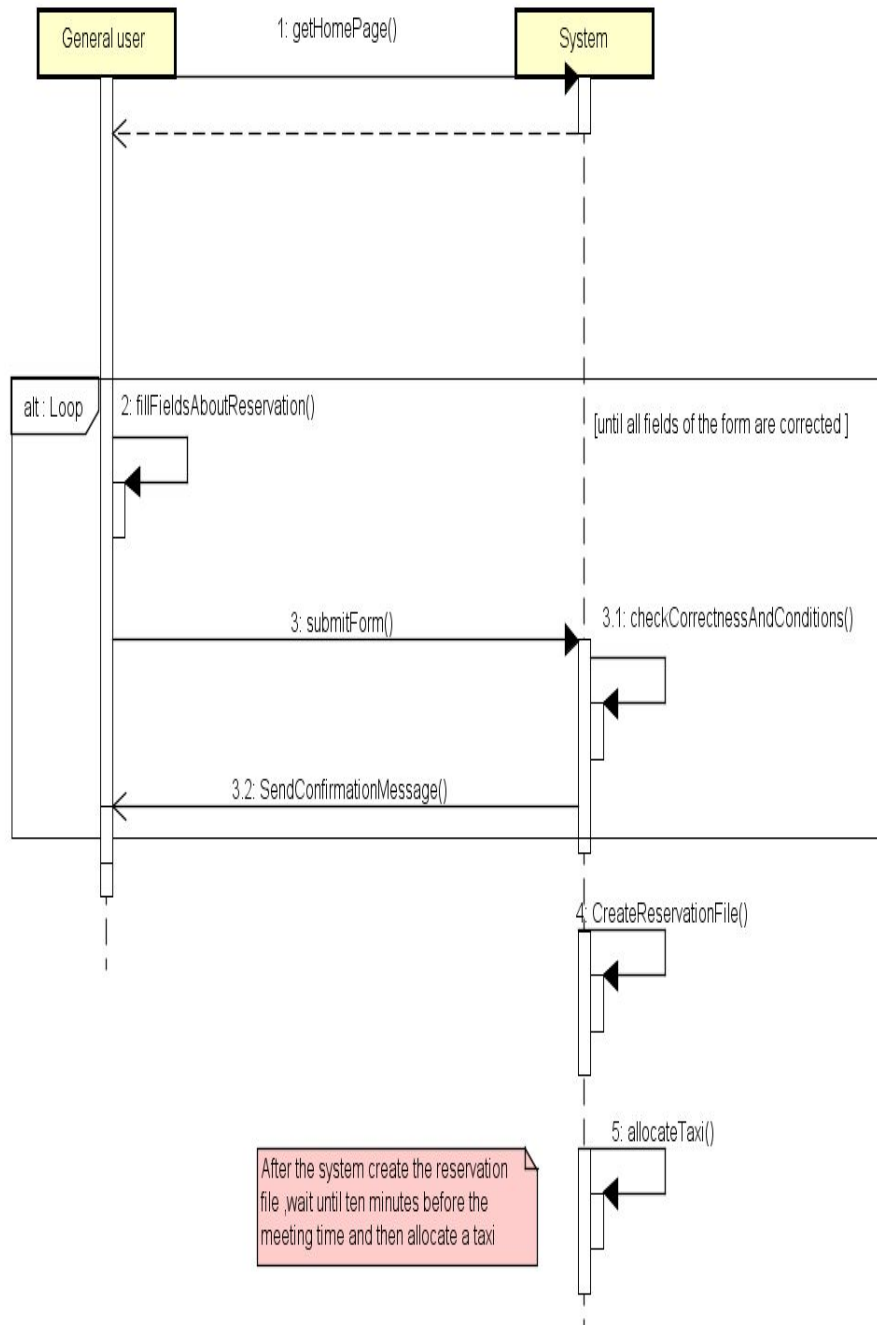 General user
1: getHomePage()
System
alt : Loop
2: fillFieldsAboutReservation()
[until all fields of the form are corrected ]
3: submitForm()
3.1: checkCorrectnessAndConditions()
3.2: SendConfirmationMessage()
4: CreateReservationFile()
5: allocateTaxi()
After the system create the reservation
file ,wait until ten minutes before the
meeting time and then allocate a taxi